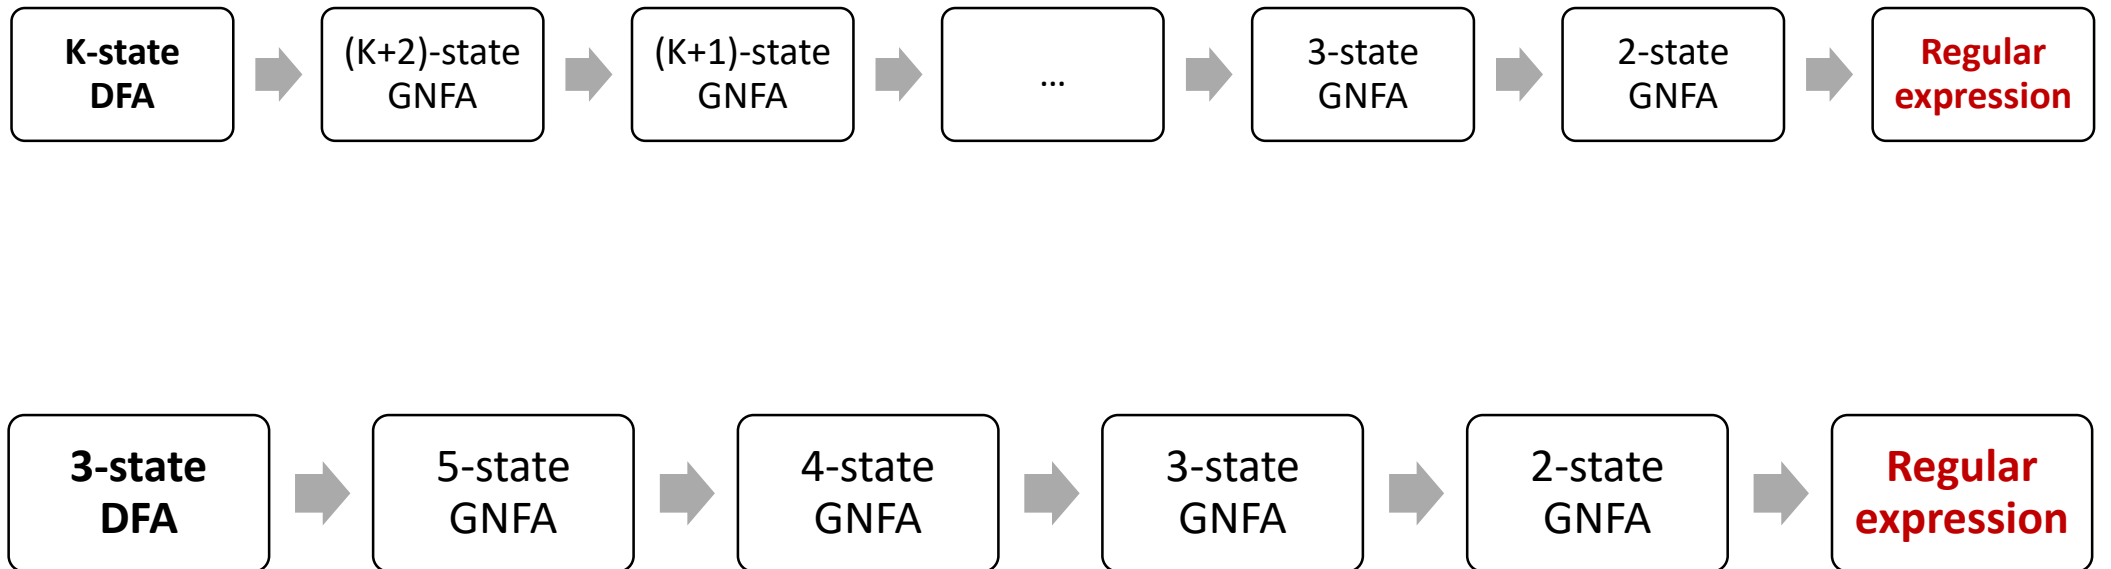 K-state
DFA
(K+2)-state
GNFA
(K+1)-state
GNFA
...
3-state
GNFA
2-state
GNFA
Regular
expression
3-state
DFA
5-state
GNFA
4-state
GNFA
3-state
GNFA
2-state
GNFA
Regular
expression